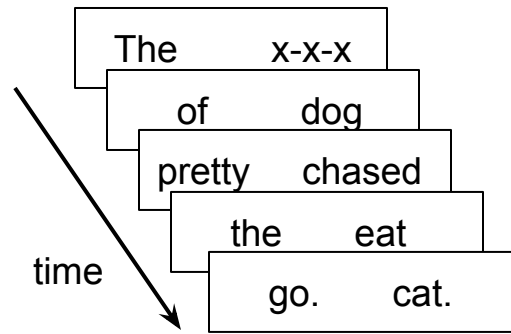 The x-x-x
of dog
pretty chased
the eat
time
go. cat.